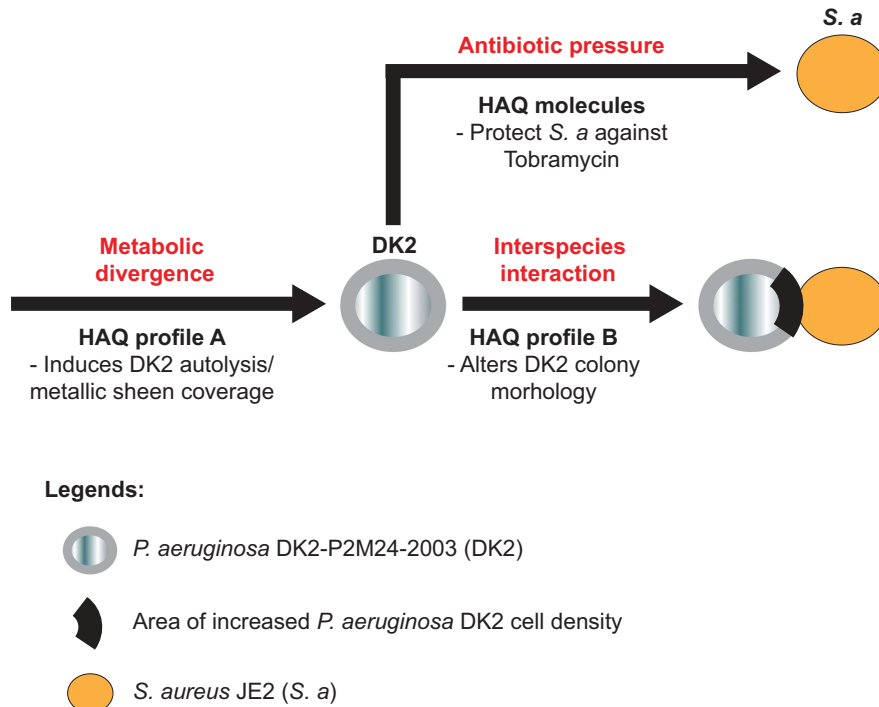 S. a
Antibiotic pressure
HAQ molecules
- Protect S. a against
Tobramycin
DK2
Metabolic
divergence
HAQ profile A
- Induces DK2 autolysis/
metallic sheen coverage
Interspecies
interaction
HAQ profile B
- Alters DK2 colony
morhology
Legends:
P. aeruginosa DK2-P2M24-2003 (DK2)
Area of increased P. aeruginosa DK2 cell density
S. aureus JE2 (S. a)